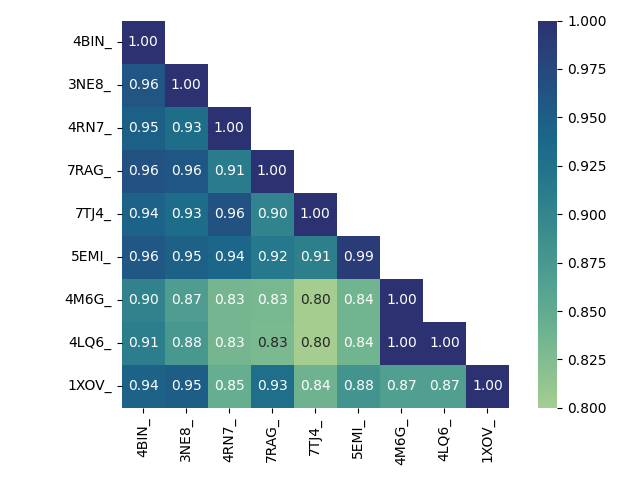 4BIN_ 1.00 1.000
3NE8_ 0.96 1.00 0.975
4RN7_ 0.95 0.93 1.00 0.950
7RAG_ 0.96 0.96 0.91 1.00 0.925
7TJ4_ 0.94 0.93 0.96 0.90 1.00 0.900
5EMI_ 0.96 0.95 0.94 0.92 0.91 0.99 0.875
4M6G_ 0.90 0.87 0.83 0.83 0.80 0.84 1.00 0.850
4LQ6_ 0.91 0.88 0.83 0.83 0.80 0.84 1.00 1.00 0.825
1XOV_ 0.94 0.95 0.85 0.93 0.84 0.88 0.87 0.87 1.00 0.800
4BIN_ 3NE8_ 4RN7_ 7RAG_ 7TJ4_ 5EMI_ 4M6G_ 4LQ6_ 1XOV_